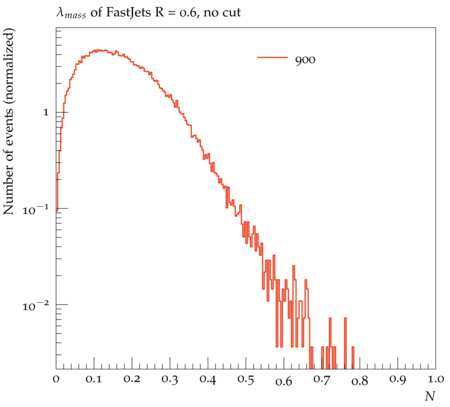 λmass of FastJets R = 0.6, no cut
Number of events (normalized)
900
1
10⁻¹
10⁻²
0 0.1 0.2 0.3 0.4 0.5 0.6 0.7 0.8 0.9 1.0
N